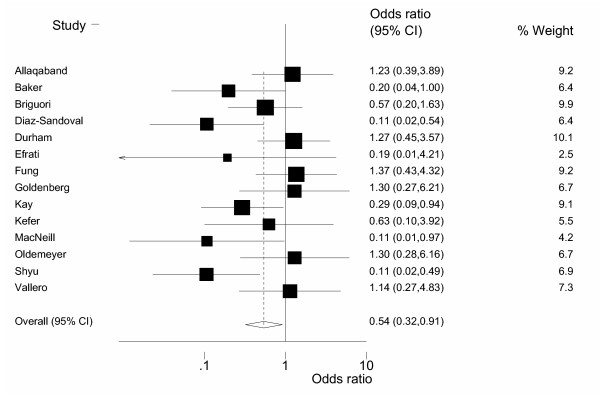 Study
Odds ratio
(95% CI)
% Weight
Allaqaband 1.23 (0.39,3.89) 9.2
Baker 0.20 (0.04,1.00) 6.4
Briguori 0.57 (0.20,1.63) 9.9
Diaz-Sandoval 0.11 (0.02,0.54) 6.4
Durham 1.27 (0.45,3.57) 10.1
Efrati 0.19 (0.01,4.21) 2.5
Fung 1.37 (0.43,4.32) 9.2
Goldenberg 1.30 (0.27,6.21) 6.7
Kay 0.29 (0.09,0.94) 9.1
Kefer 0.63 (0.10,3.92) 5.5
MacNeill 0.11 (0.01,0.97) 4.2
Oldemeyer 1.30 (0.28,6.16) 6.7
Shyu 0.11 (0.02,0.49) 6.9
Vallero 1.14 (0.27,4.83) 7.3
Overall (95% CI) 0.54 (0.32,0.91)
.1 1 10
Odds ratio